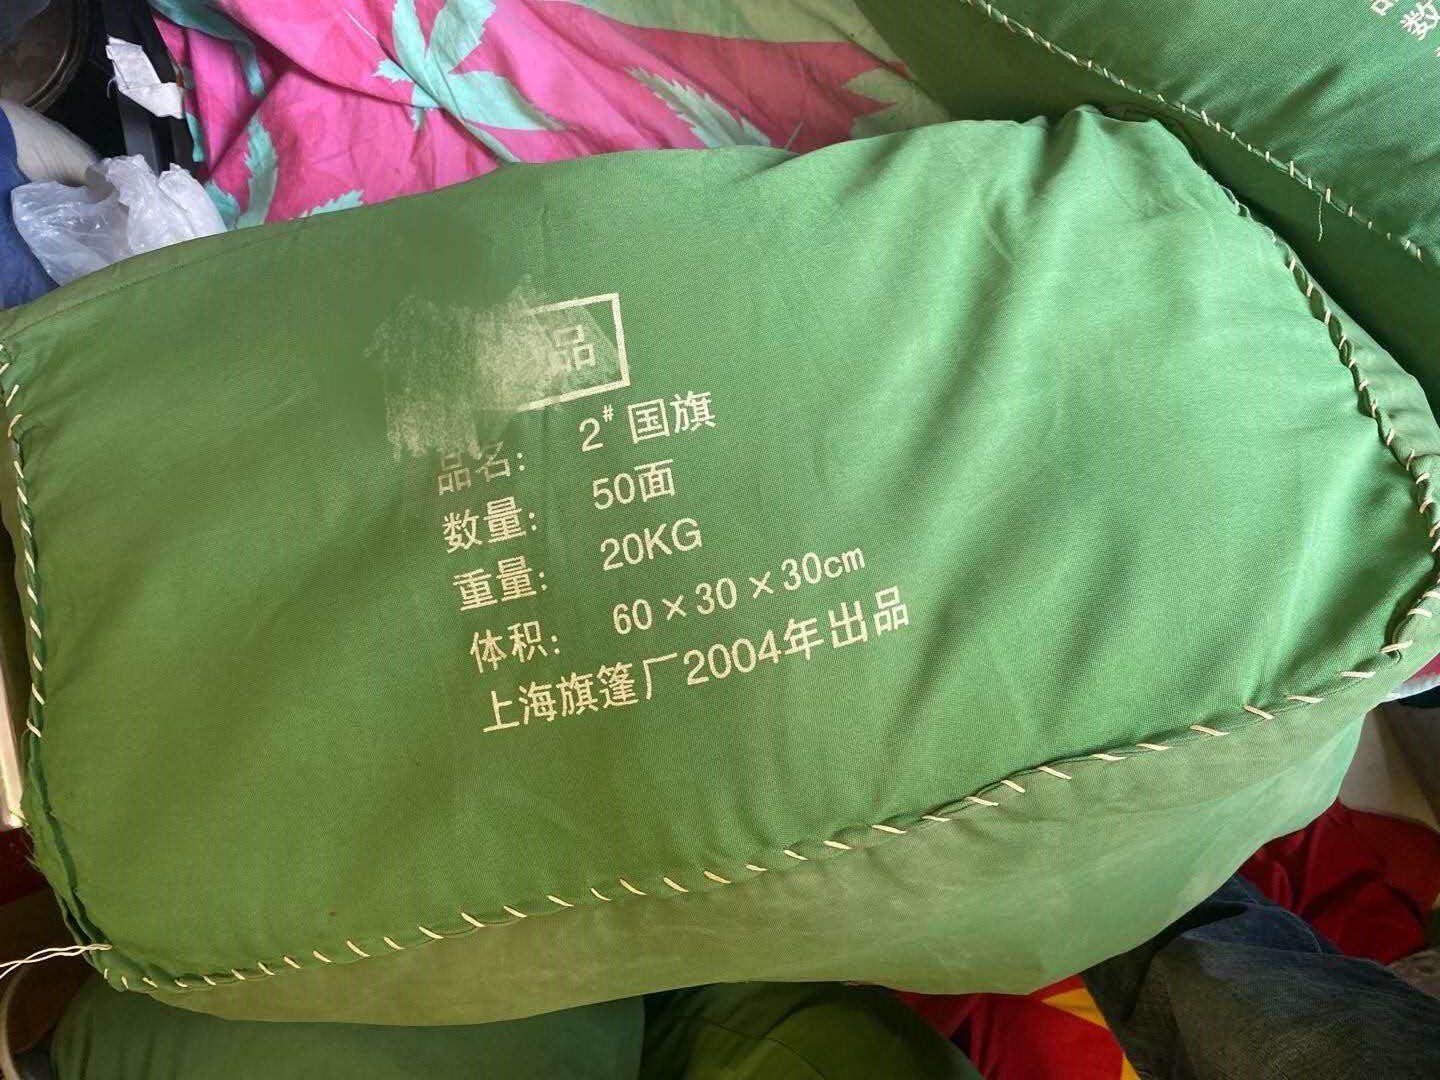 品
品名： 2# 国旗
数量： 50面
重量： 20KG
体积： 60×30×30cm
上海旗篷厂2004年出品
数